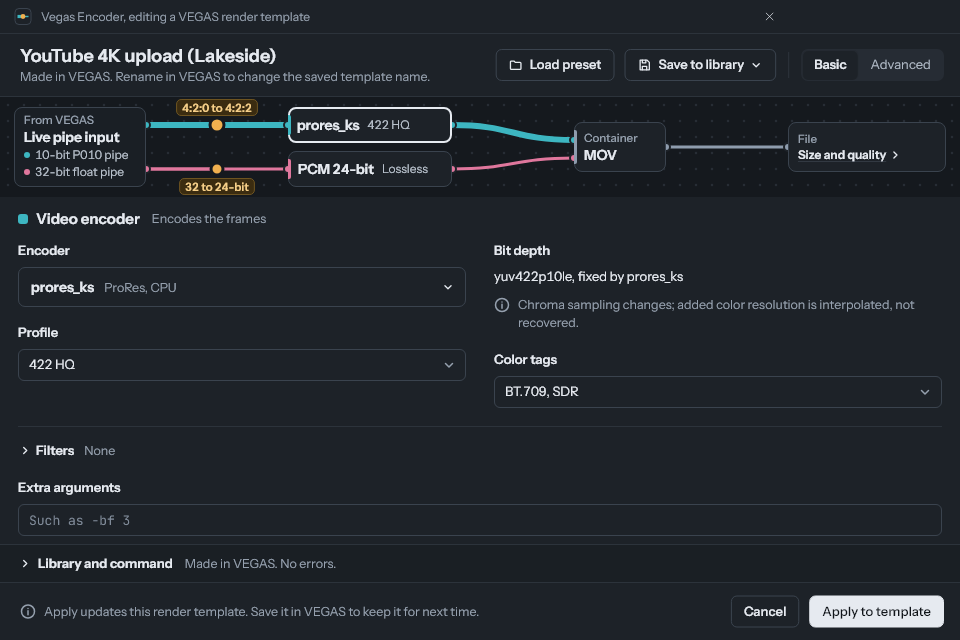 Vegas Encoder, editing a VEGAS render template
YouTube 4K upload (Lakeside)
Made in VEGAS. Rename in VEGAS to change the saved template name.
Load preset
Save to library
Basic
Advanced
From VEGAS
Live pipe input
10-bit P010 pipe
32-bit float pipe
4:2:0 to 4:2:2
32 to 24-bit
prores_ks 422 HQ
PCM 24-bit Lossless
Container
MOV
File
Size and quality
Video encoder Encodes the frames
Encoder
prores_ks ProRes, CPU
Profile
422 HQ
Bit depth
yuv422p10le, fixed by prores_ks
Chroma sampling changes; added color resolution is interpolated, not
recovered.
Color tags
BT.709, SDR
Filters None
Extra arguments
Such as -bf 3
Library and command Made in VEGAS. No errors.
Apply updates this render template. Save it in VEGAS to keep it for next time.
Cancel
Apply to template